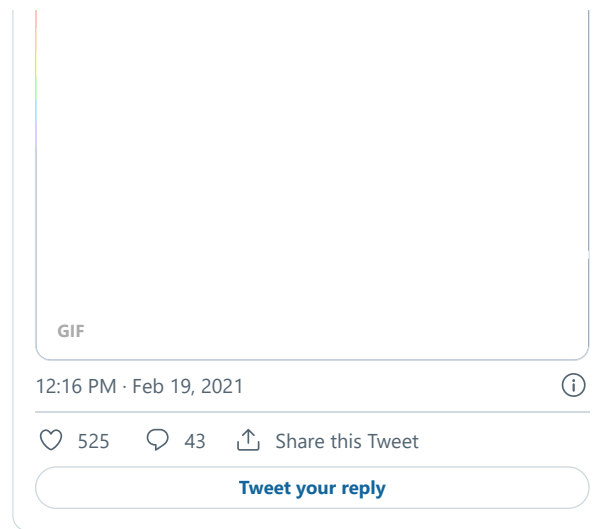 GIF
12:16 PM · Feb 19, 2021
525 43 Share this Tweet
Tweet your reply